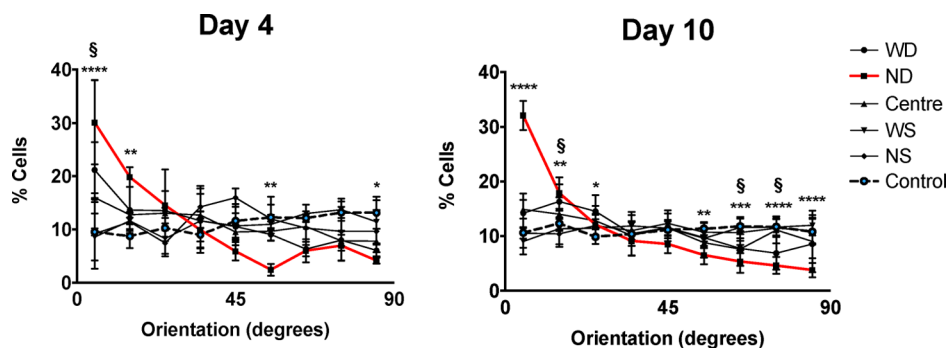 Day 4
§
****
**
**
*
40
30
20
10
0
% Cells
0 45 90
Orientation (degrees)
Day 10
****
§
**
*
**
§
***
§
****
****
40
30
20
10
0
% Cells
0 45 90
Orientation (degrees)
WD
ND
Centre
WS
NS
Control